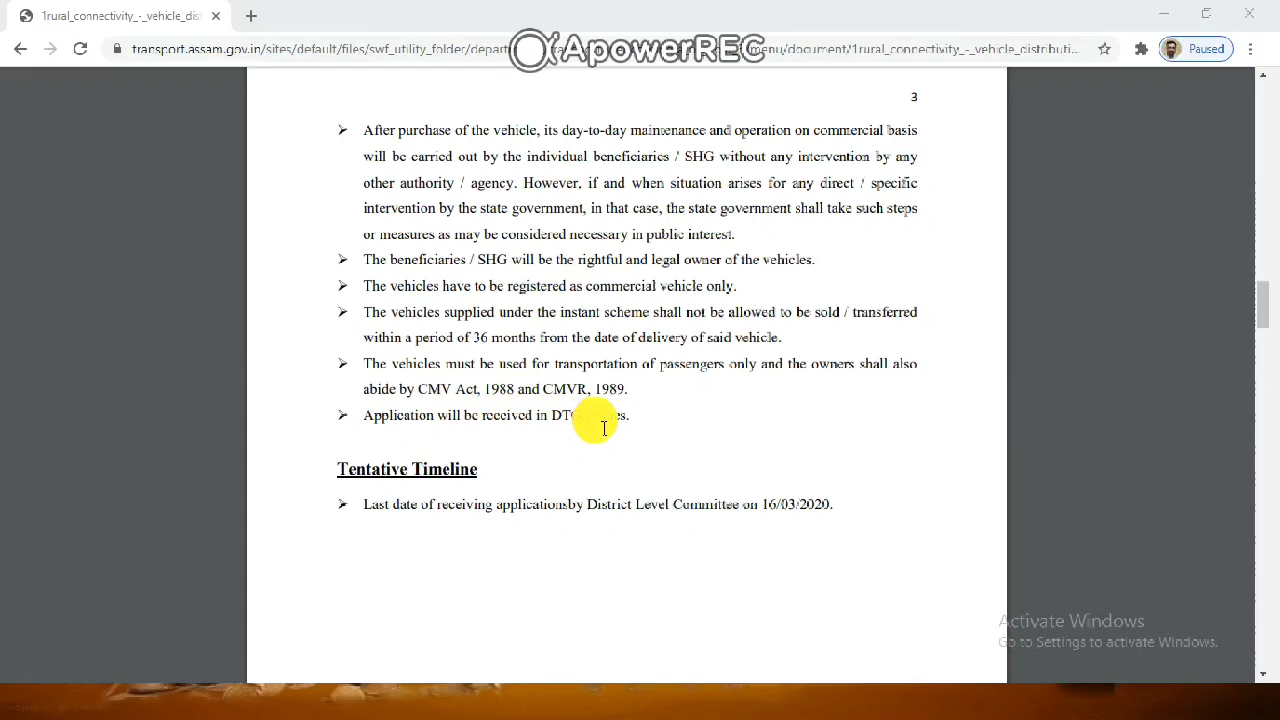 1rural_connectivity_-_vehicle_dis
transport.assam.gov.in/sites/default/files/swf_utility_folder/depart
menu/document/1rural_connectivity_-_vehicle_distributi...
Paused
ApowerREC
3
After purchase of the vehicle, its day-to-day maintenance and operation on commercial basis
will be carried out by the individual beneficiaries / SHG without any intervention by any
other authority / agency. However, if and when situation arises for any direct / specific
intervention by the state government, in that case, the state government shall take such steps
or measures as may be considered necessary in public interest.
The beneficiaries / SHG will be the rightful and legal owner of the vehicles.
The vehicles have to be registered as commercial vehicle only.
The vehicles supplied under the instant scheme shall not be allowed to be sold / transferred
within a period of 36 months from the date of delivery of said vehicle.
The vehicles must be used for transportation of passengers only and the owners shall also
abide by CMV Act, 1988 and CMVR, 1989.
Application will be received in
Tentative Timeline
Last date of receiving applicationsby District Level Committee on 16/03/2020.
Activate Windows
Go to Settings to activate Windows.